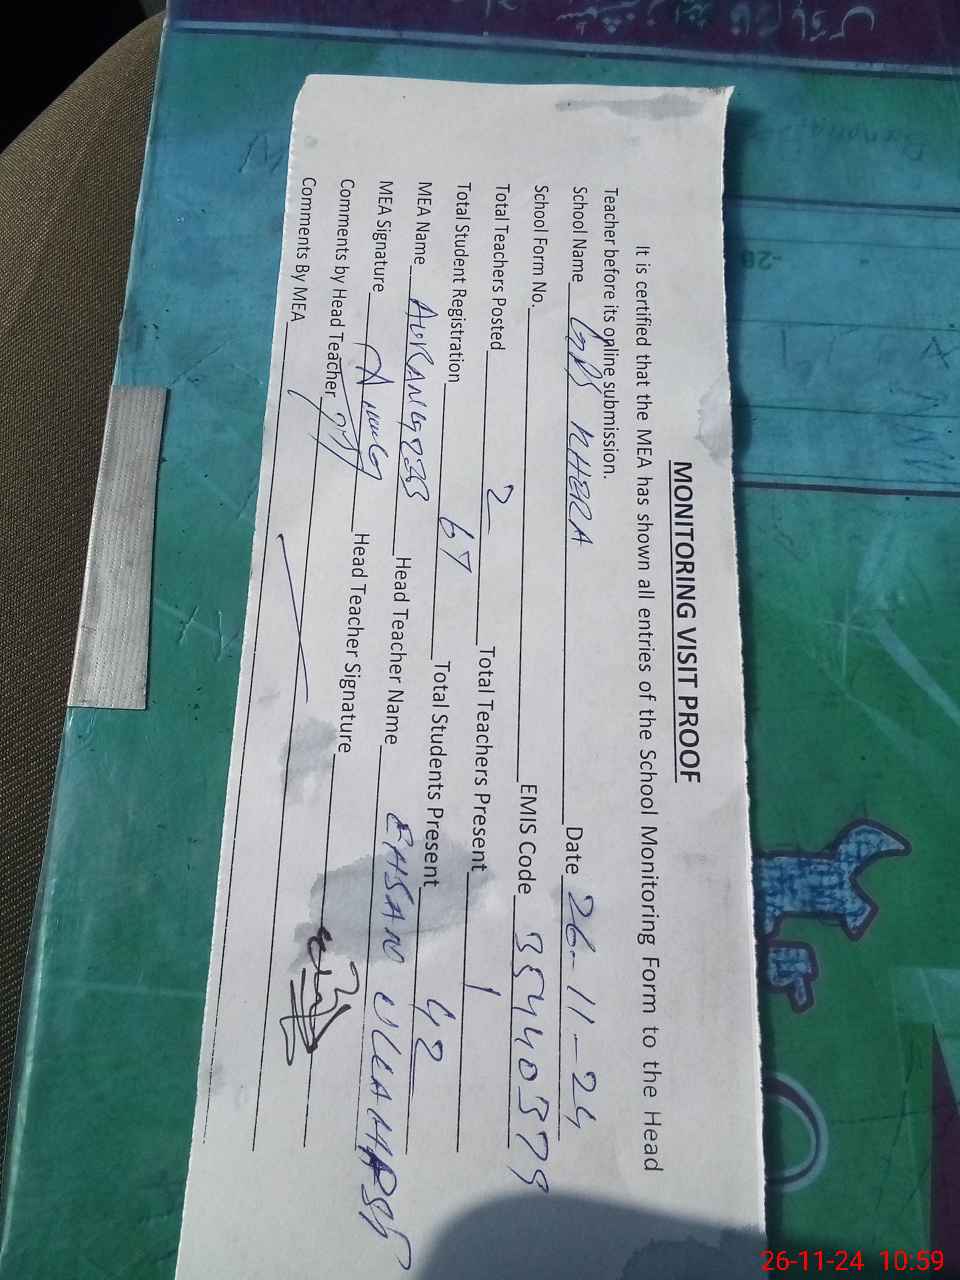 MONITORING VISIT PROOF
It is certified that the MEA has shown all entries of the School Monitoring Form to the Head
Teacher before its online submission.
School Name GPS KHERA Date 26-11-24
School Form No. EMIS Code 35440379
Total Teachers Posted 2 Total Teachers Present 1
Total Student Registration 67 Total Students Present 42
MEA Name AURANGZEB Head Teacher Name EHSAN
MEA Signature Head Teacher Signature
Comments by Head Teacher
Comments By MEA
26-11-24 10:59